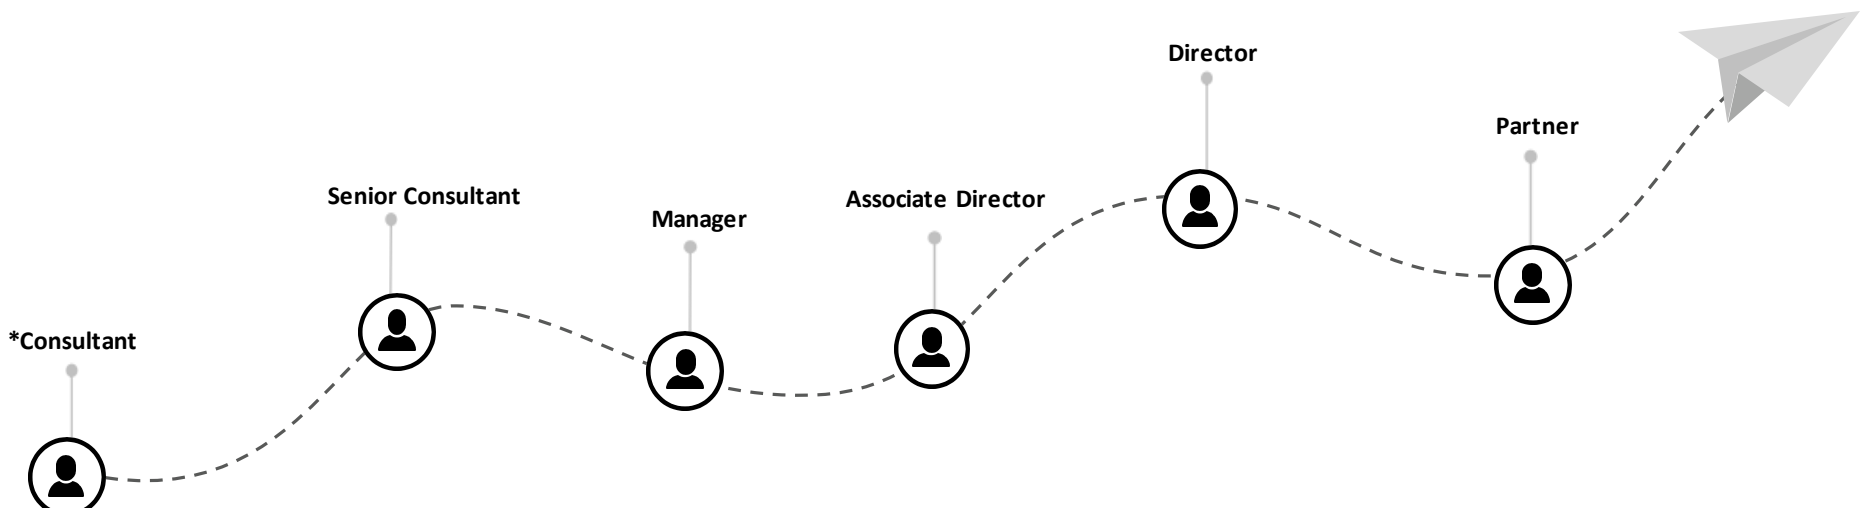 *Consultant
Senior Consultant
Manager
Associate Director
Director
Partner